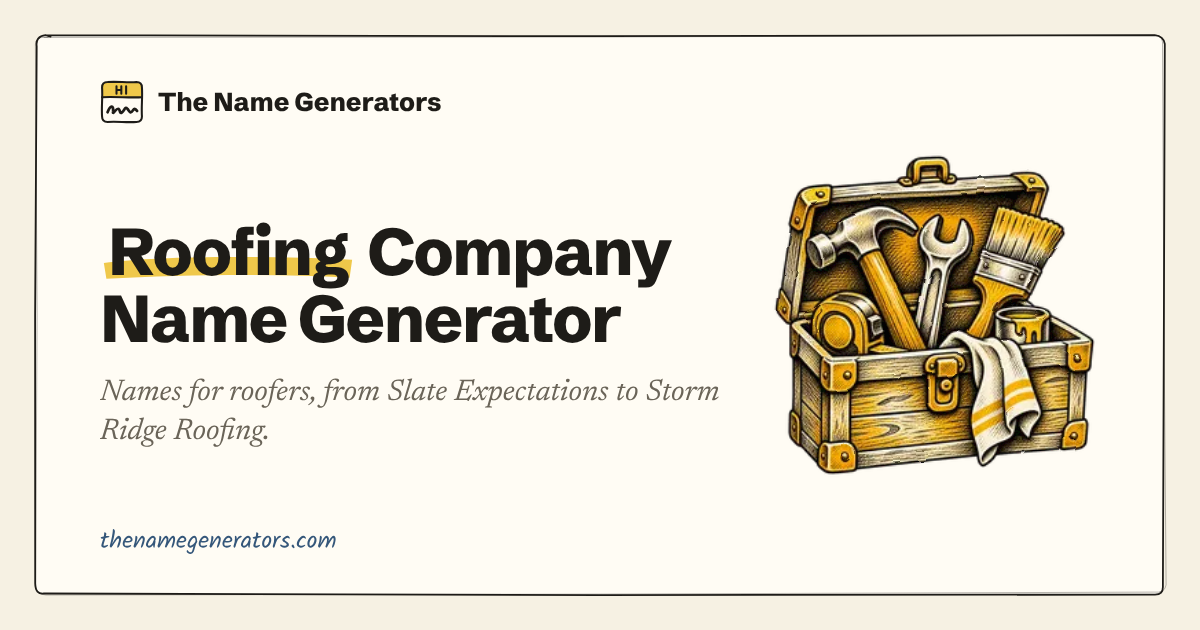 HI
The Name Generators
Roofing Company
Name Generator
Names for roofers, from Slate Expectations to Storm
Ridge Roofing.
thenamegenerators.com